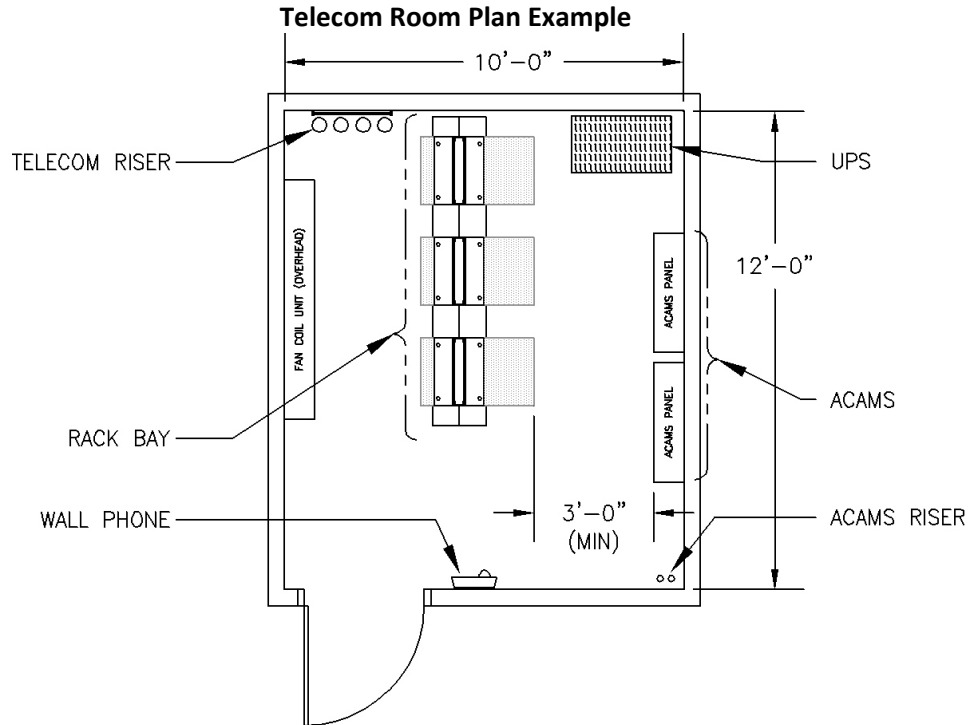 Telecom Room Plan Example
10'-0"
TELECOM RISER
UPS
FAN COIL UNIT (OVERHEAD)
12'-0"
ACAMS PANEL
ACAMS PANEL
ACAMS
RACK BAY
3'-0"
(MIN)
WALL PHONE
ACAMS RISER